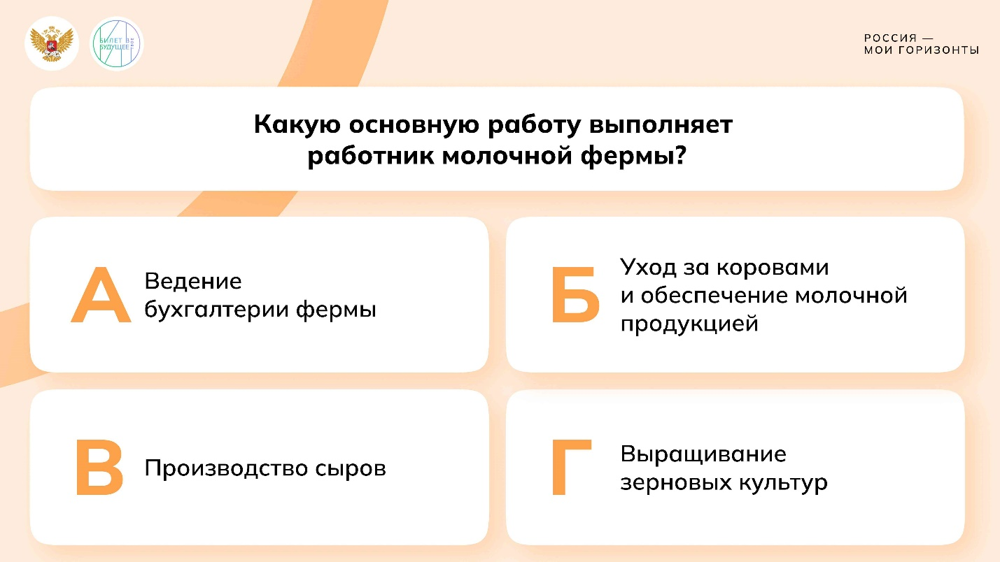 БИЛЕТ В
БУДУЩЕЕ
РОССИЯ —
МОИ ГОРИЗОНТЫ
Какую основную работу выполняет
работник молочной фермы?
А
Ведение
бухгалтерии фермы
Б
Уход за коровами
и обеспечение молочной
продукцией
В
Производство сыров
Г
Выращивание
зерновых культур